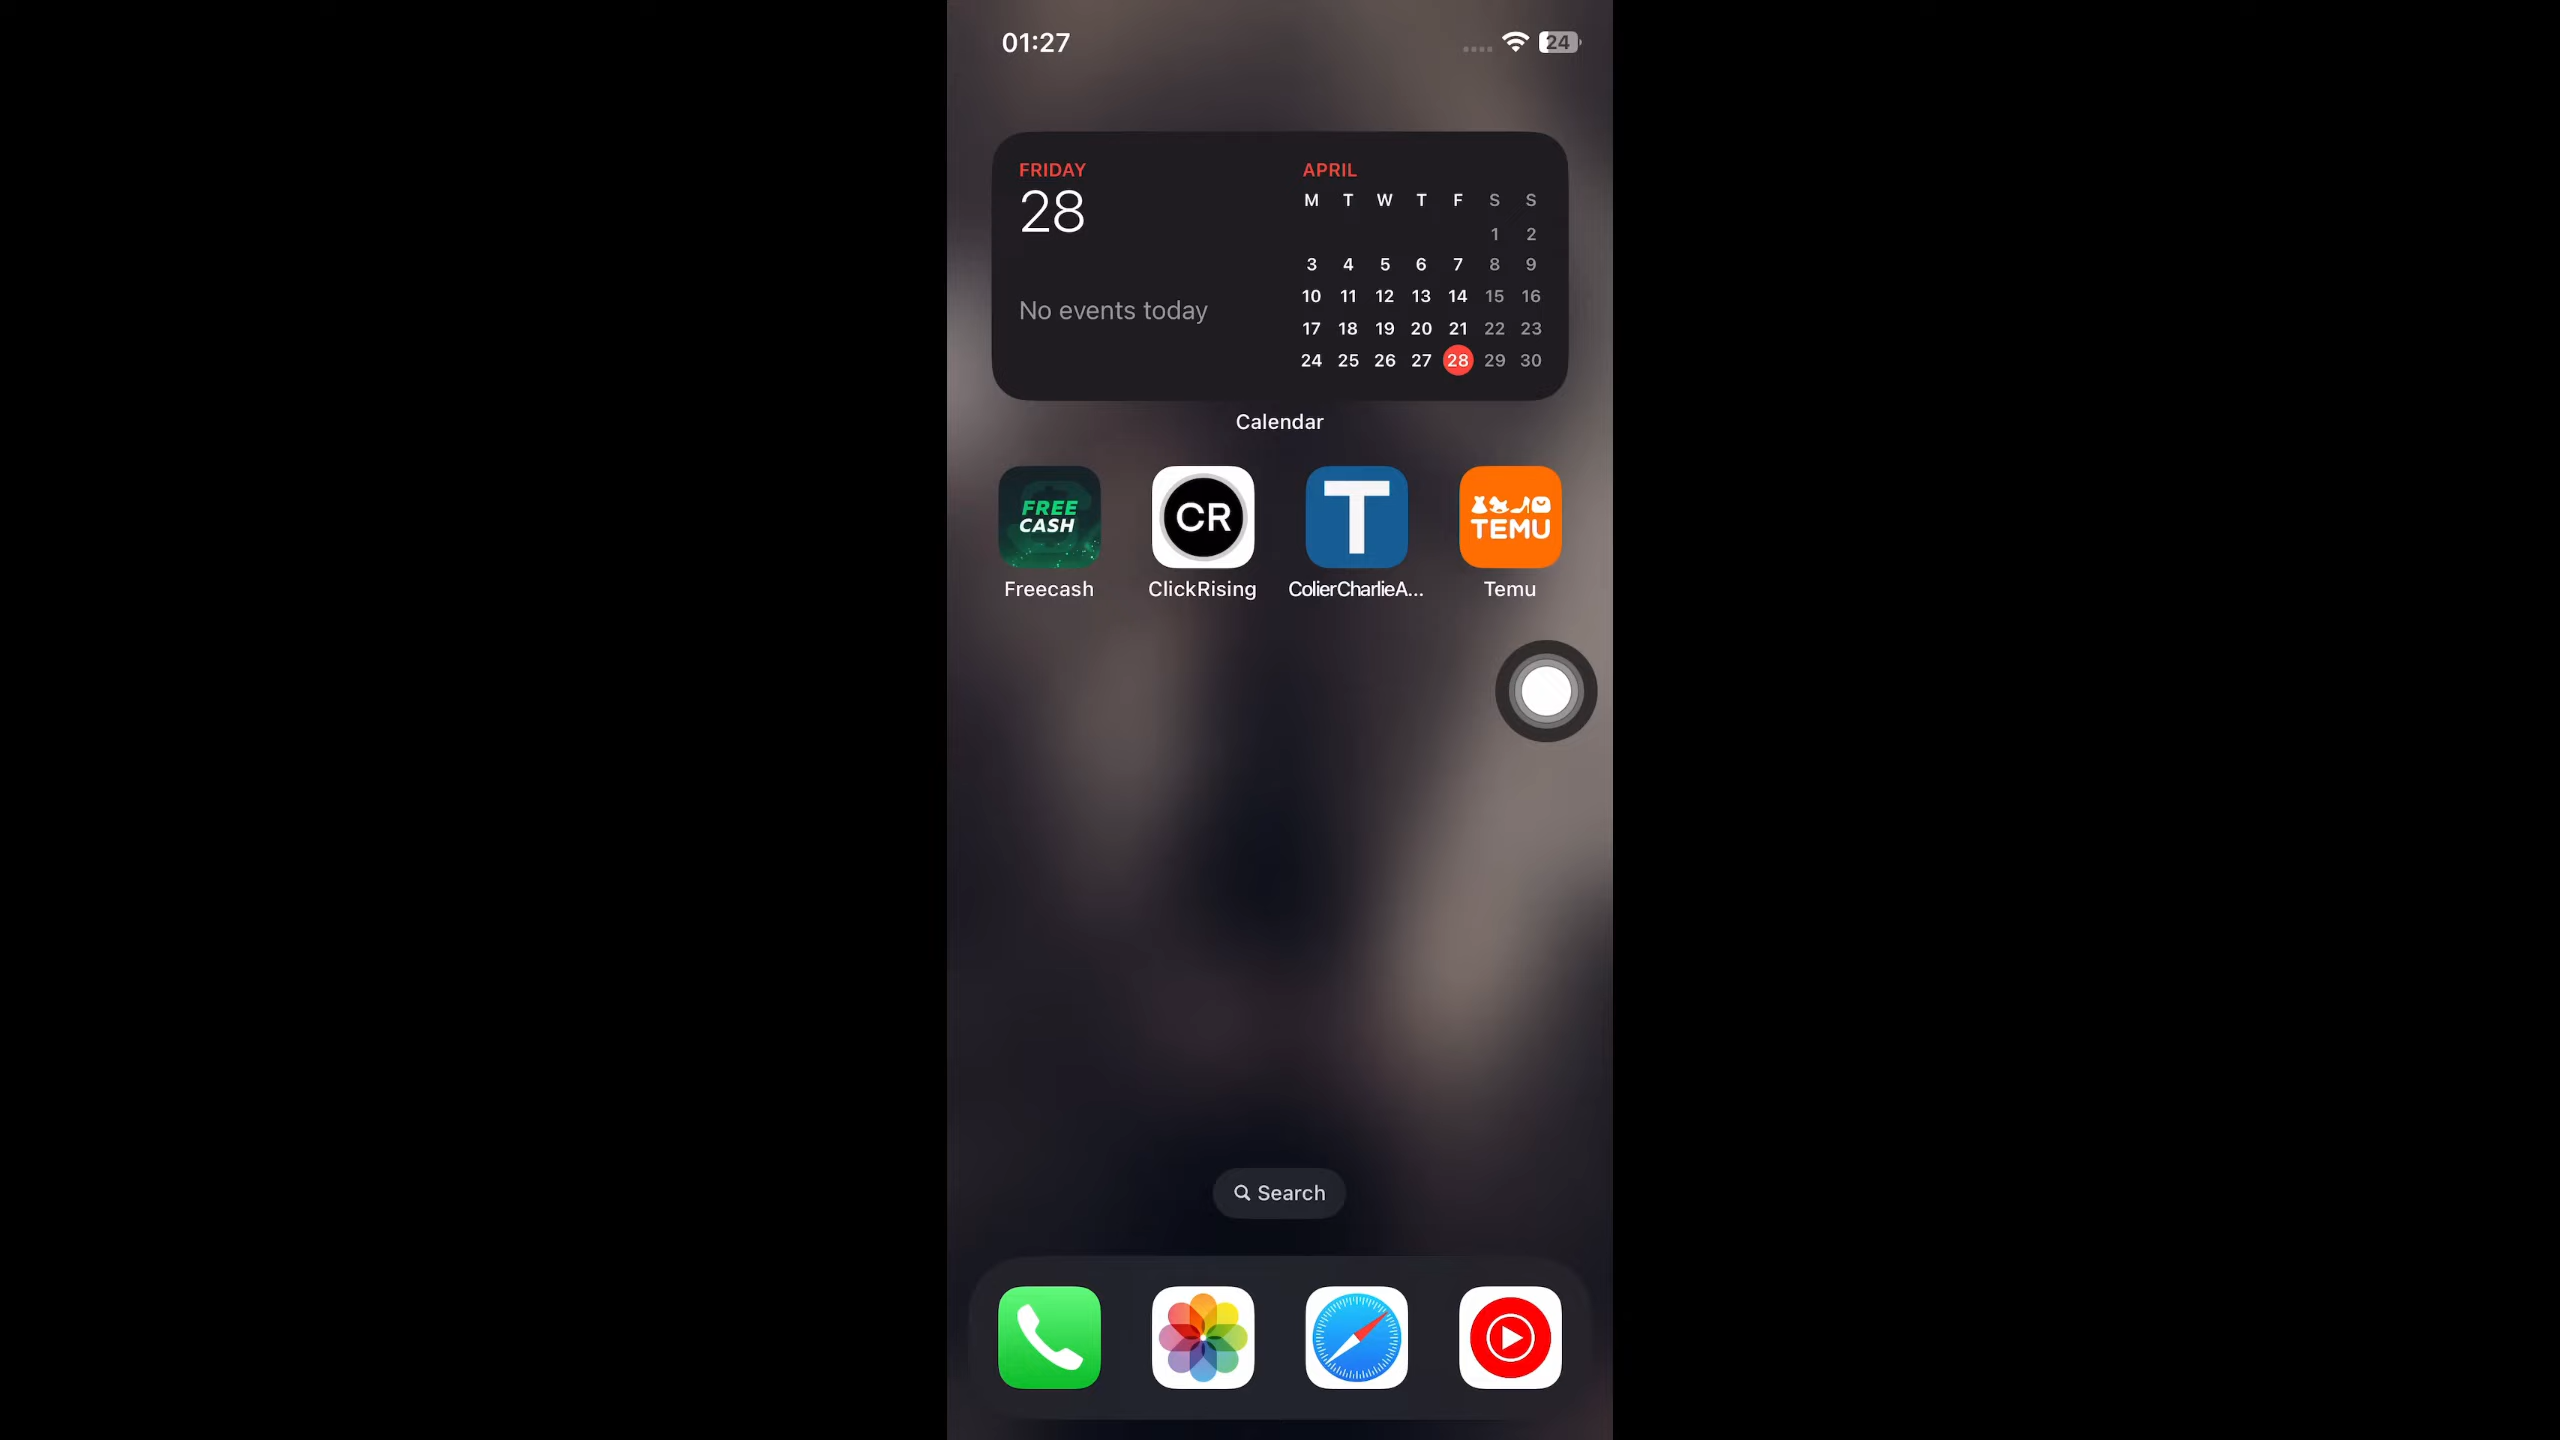 01:27
24
FRIDAY
28
No events today
APRIL
M T W T F S S
1 2
3 4 5 6 7 8 9
10 11 12 13 14 15 16
17 18 19 20 21 22 23
24 25 26 27 28 29 30
Calendar
FREE
CASH
CR
T
TEMU
Freecash
ClickRising
ColierCharlieA...
Temu
Search